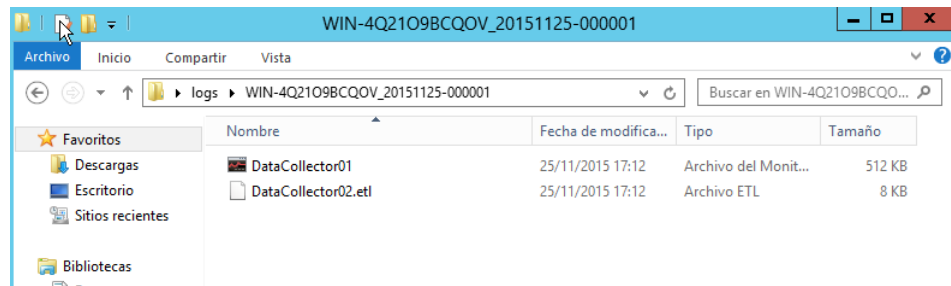 WIN-4Q21O9BCQOV_20151125-000001
Archivo Inicio Compartir Vista
logs WIN-4Q21O9BCQOV_20151125-000001 Buscar en WIN-4Q21O9BCQO...
Favoritos
Descargas
Escritorio
Sitios recientes
Bibliotecas
Nombre Fecha de modifica... Tipo Tamaño
DataCollector01 25/11/2015 17:12 Archivo del Monit... 512 KB
DataCollector02.etl 25/11/2015 17:12 Archivo ETL 8 KB